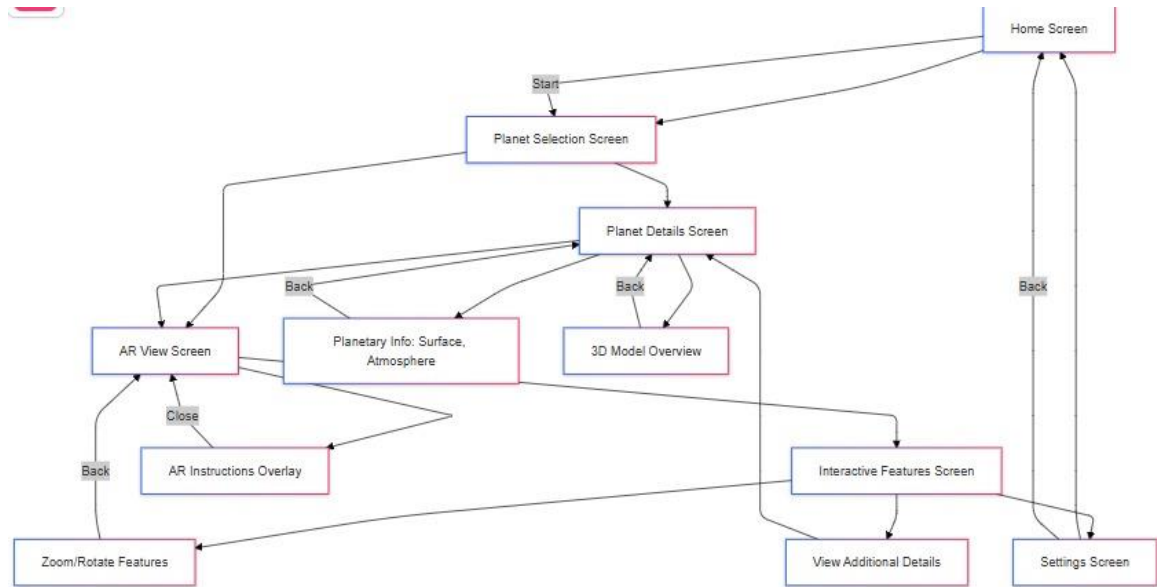 Home Screen
Start
Planet Selection Screen
Planet Details Screen
Back
Back
Back
Planetary Info: Surface,
Atmosphere
AR View Screen
3D Model Overview
Close
Back
AR Instructions Overlay
Interactive Features Screen
Zoom/Rotate Features
View Additional Details
Settings Screen